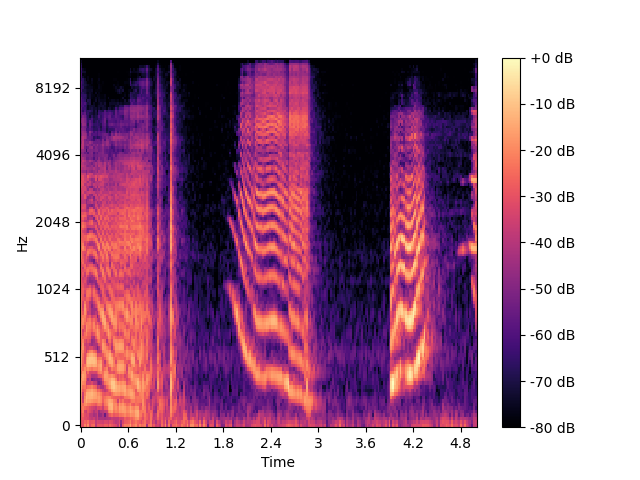 8192
4096
2048
1024
512
0
Hz
0 0.6 1.2 1.8 2.4 3 3.6 4.2 4.8
Time
+0 dB
-10 dB
-20 dB
-30 dB
-40 dB
-50 dB
-60 dB
-70 dB
-80 dB